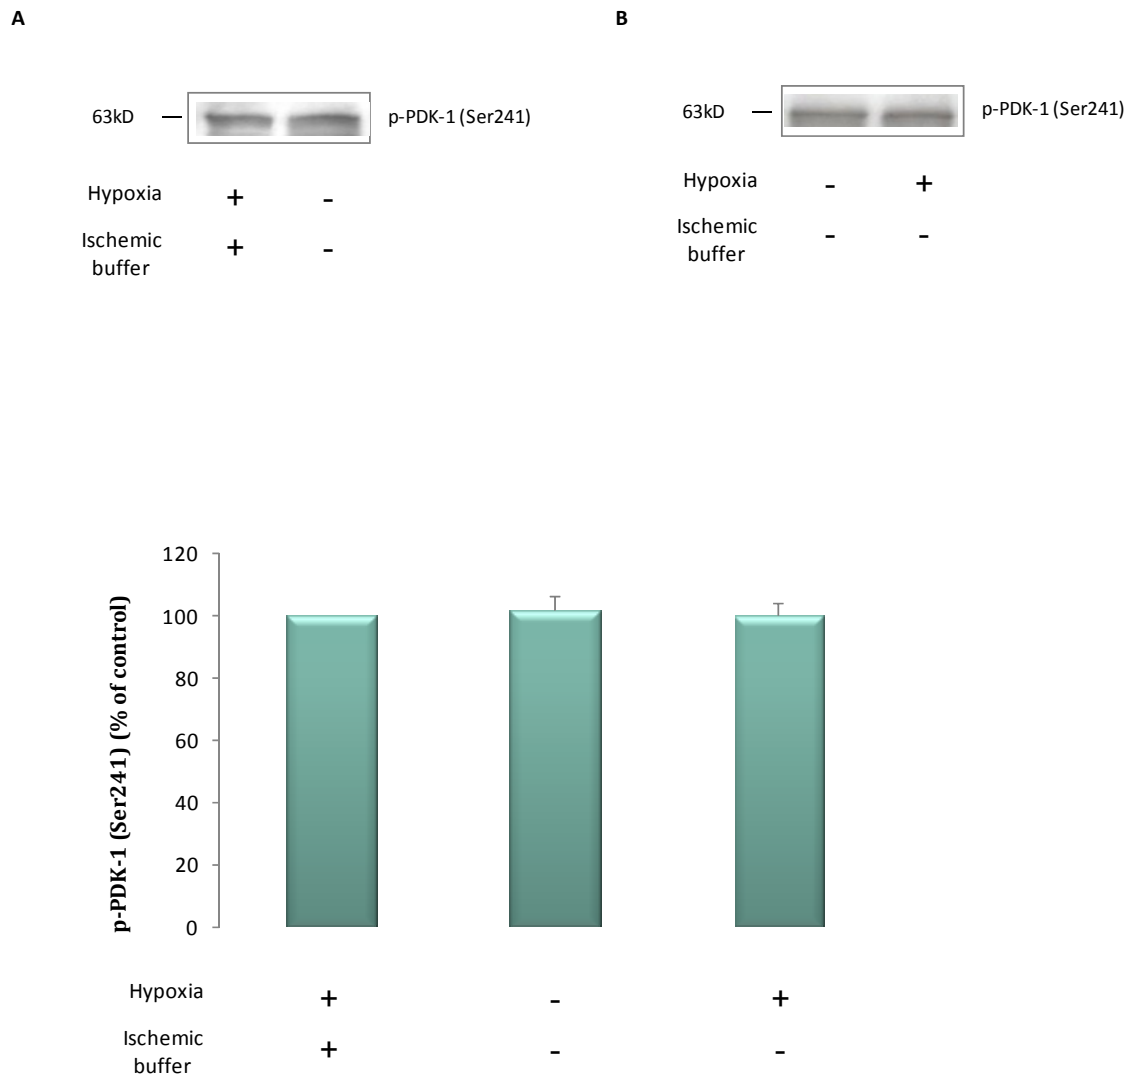 A
B
63kD
p-PDK-1 (Ser241)
Hypoxia + -
Ischemic
buffer
+ -
63kD
p-PDK-1 (Ser241)
Hypoxia - +
Ischemic
buffer
- -
p-PDK-1 (Ser241) (% of control)
120
100
80
60
40
20
0
Hypoxia + - +
Ischemic
buffer
+ - -